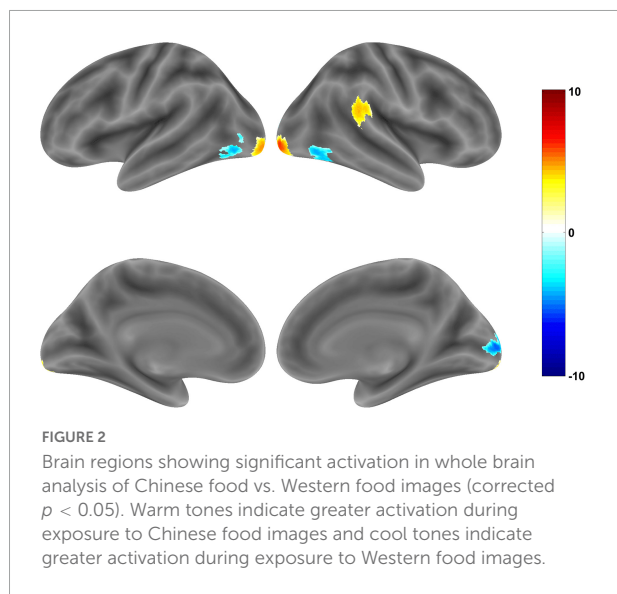 10
0
-10
FIGURE 2
Brain regions showing significant activation in whole brain
analysis of Chinese food vs. Western food images (corrected
p < 0.05). Warm tones indicate greater activation during
exposure to Chinese food images and cool tones indicate
greater activation during exposure to Western food images.